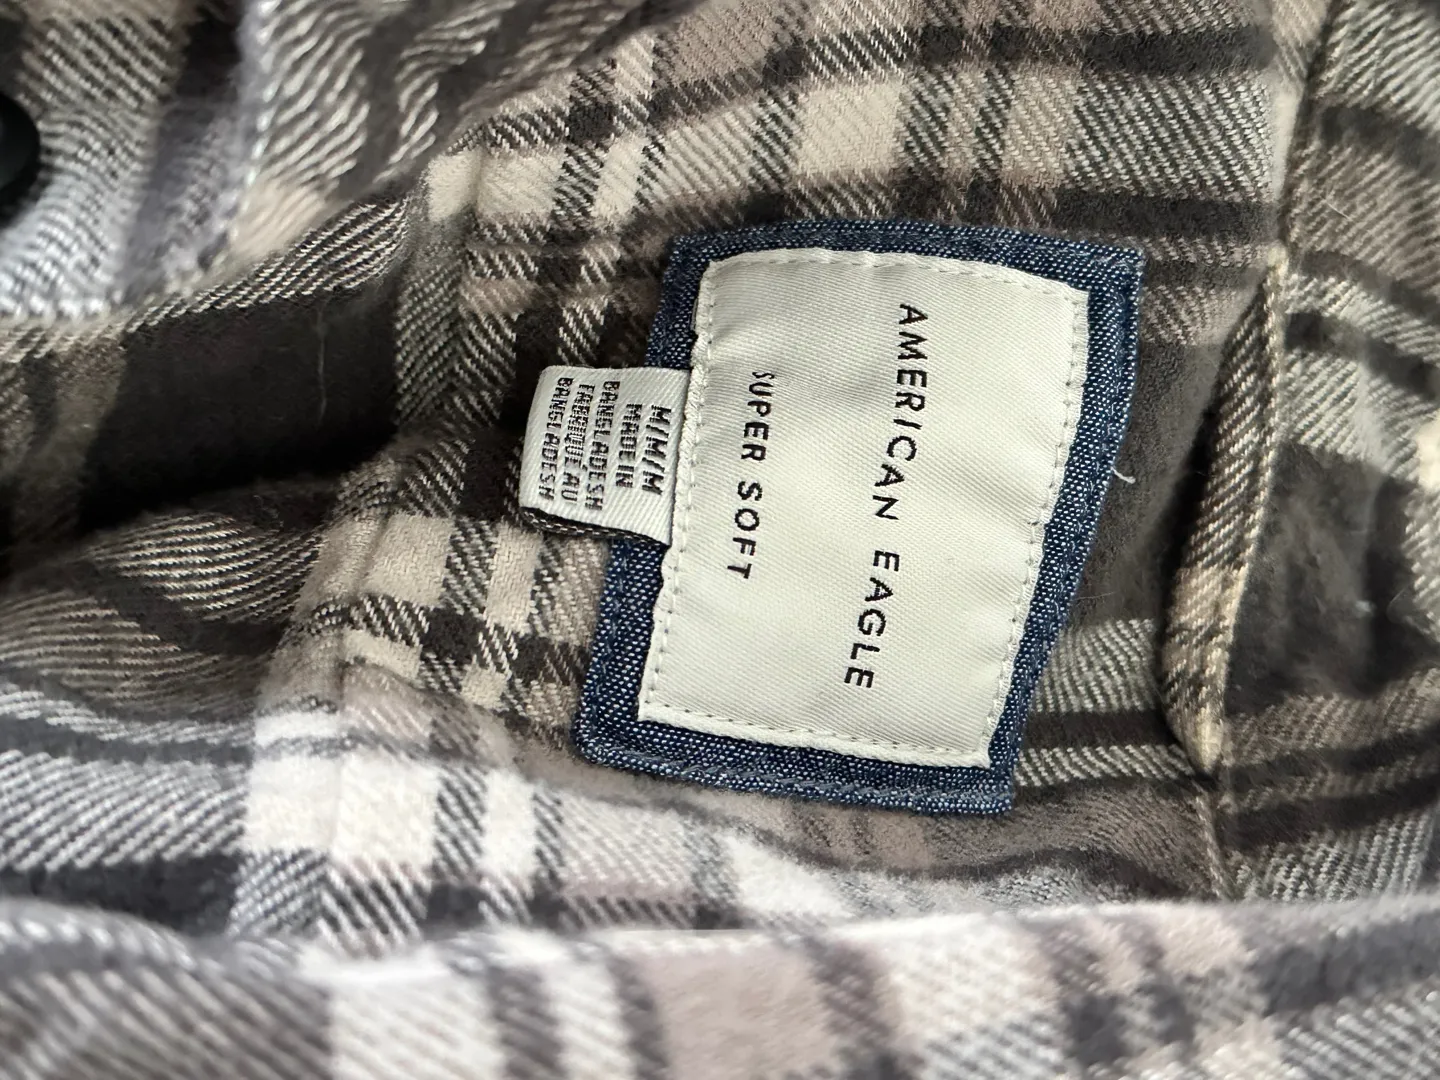 AMERICAN EAGLE
SUPER SOFT
M/M/M
MADE IN
BANGLADESH
FABRIQUÉ AU
BANGLADESH